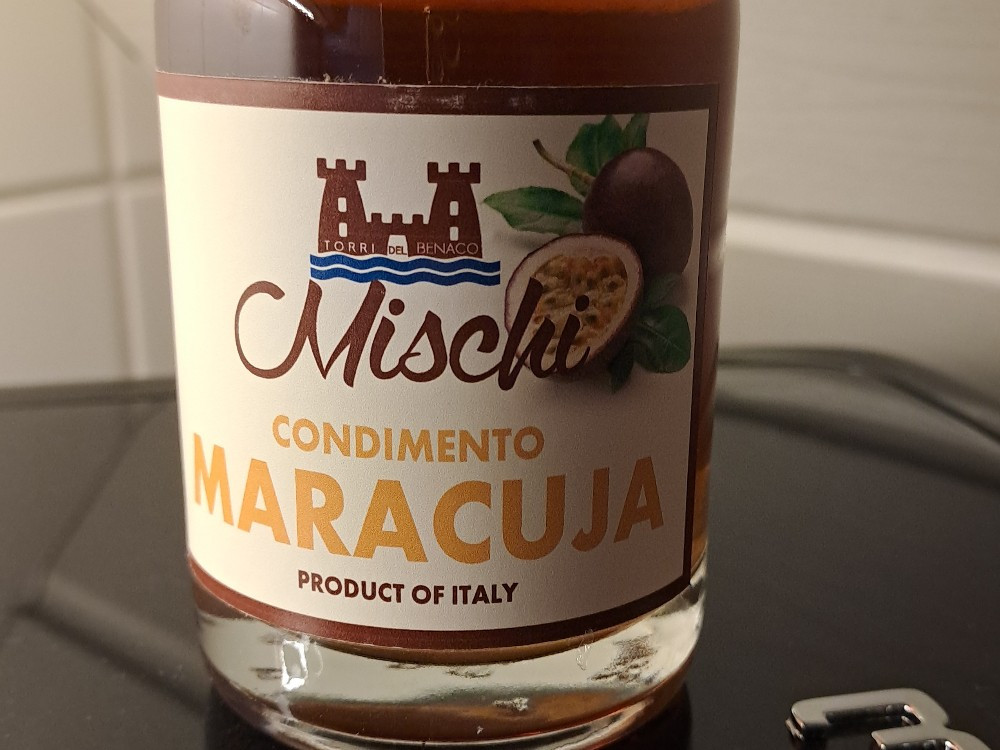 TORRI DEL BENACO
Mischi
CONDIMENTO
MARACUJA
PRODUCT OF ITALY